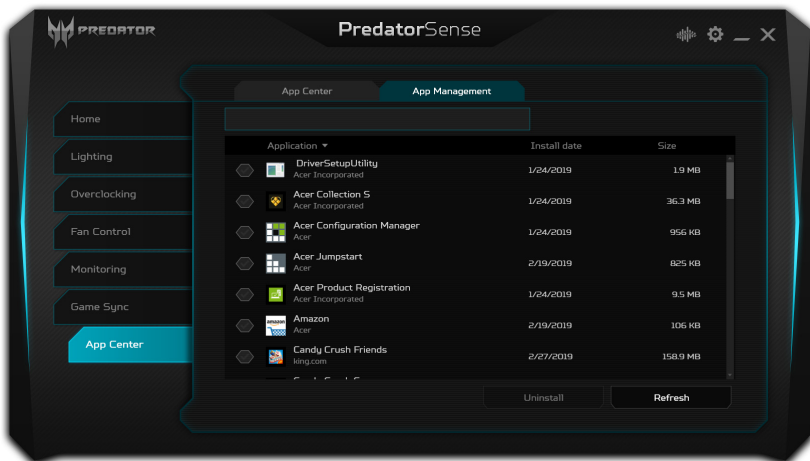 PREDATOR
PredatorSense
App Center
App Management
Home
Lighting
Overclocking
Fan Control
Monitoring
Game Sync
App Center
Application Install date Size
DriverSetupUtility
Acer Incorporated
1/24/2019 1.9 MB
Acer Collection S
Acer Incorporated
1/24/2019 36.3 MB
Acer Configuration Manager
Acer
1/24/2019 956 KB
Acer Jumpstart
Acer
2/19/2019 825 KB
Acer Product Registration
Acer Incorporated
1/24/2019 9.5 MB
amazon
Amazon
Acer
2/19/2019 106 KB
Candy Crush Friends
king.com
2/27/2019 158.9 MB
Uninstall
Refresh